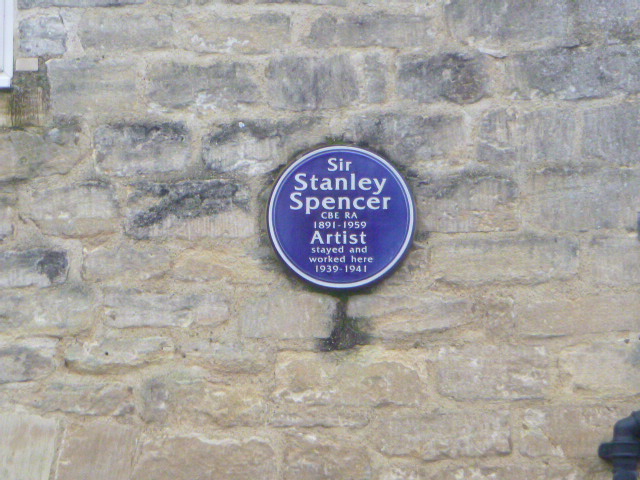 Sir
Stanley
Spencer
CBE RA
1891-1959
Artist
stayed and
worked here
1939-1941